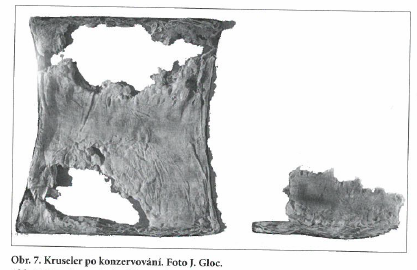 Obr. 7. Kruseler po konzervování. Foto J. Gloc.